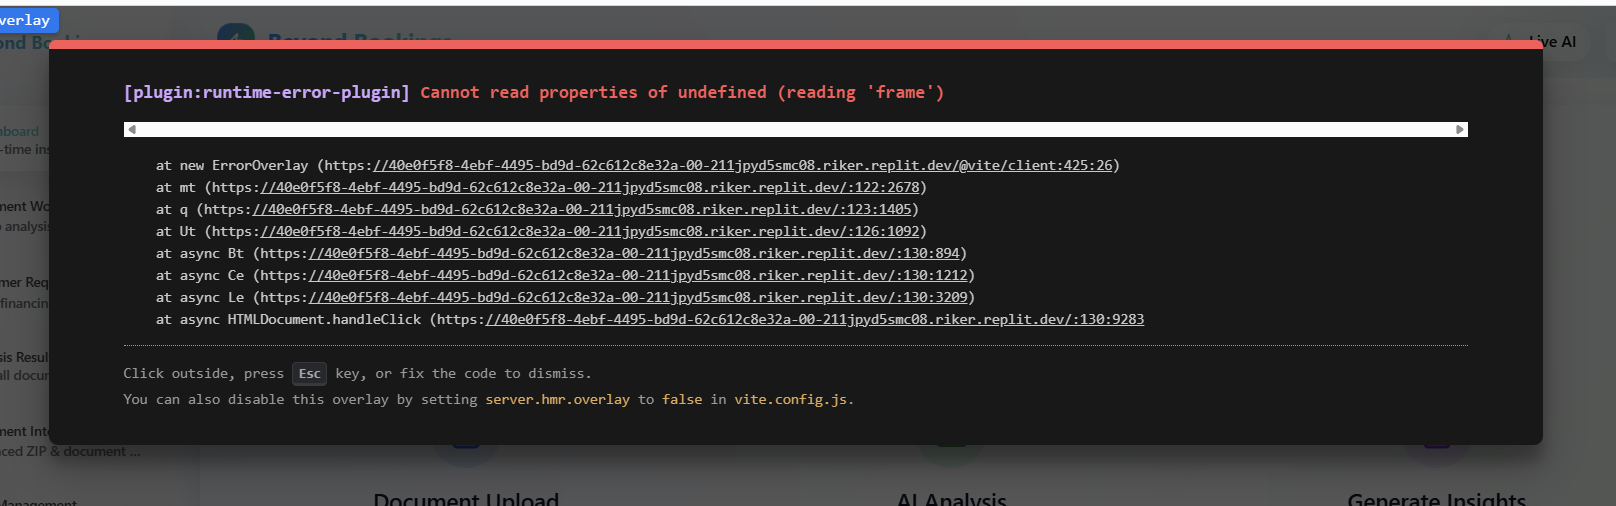 verlay
ond Book
Beyond Bookings
Live AI
board
-time ins
ment Wo
o analysis
mer Req
financin
sis Resul
all docun
ment Inte
nced ZIP & document ...
Management
[plugin:runtime-error-plugin] Cannot read properties of undefined (reading 'frame')
at new ErrorOverlay (https://40e0f5f8-4ebf-4495-bd9d-62c612c8e32a-00-211jpyd5smc08.riker.replit.dev/@vite/client:425:26)
at mt (https://40e0f5f8-4ebf-4495-bd9d-62c612c8e32a-00-211jpyd5smc08.riker.replit.dev/:122:2678)
at q (https://40e0f5f8-4ebf-4495-bd9d-62c612c8e32a-00-211jpyd5smc08.riker.replit.dev/:123:1405)
at Ut (https://40e0f5f8-4ebf-4495-bd9d-62c612c8e32a-00-211jpyd5smc08.riker.replit.dev/:126:1092)
at async Bt (https://40e0f5f8-4ebf-4495-bd9d-62c612c8e32a-00-211jpyd5smc08.riker.replit.dev/:130:894)
at async Ce (https://40e0f5f8-4ebf-4495-bd9d-62c612c8e32a-00-211jpyd5smc08.riker.replit.dev/:130:1212)
at async Le (https://40e0f5f8-4ebf-4495-bd9d-62c612c8e32a-00-211jpyd5smc08.riker.replit.dev/:130:3209)
at async HTMLDocument.handleClick (https://40e0f5f8-4ebf-4495-bd9d-62c612c8e32a-00-211jpyd5smc08.riker.replit.dev/:130:9283
Click outside, press Esc key, or fix the code to dismiss.
You can also disable this overlay by setting server.hmr.overlay to false in vite.config.js.
Document Upload
AI Analysis
Generate Insights